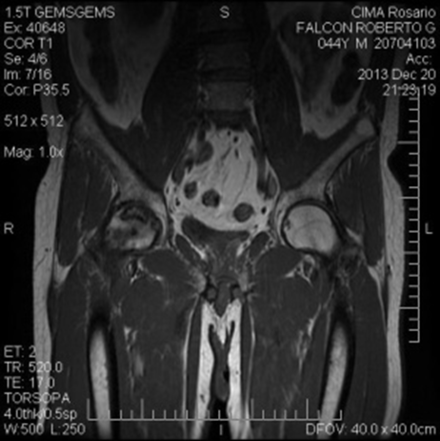 1.5T GEMSGEMS
Ex: 40648
COR T1
Se: 4/6
Im: 7/16
Cor: P35.5
512 x 512
Mag: 1.0x
S
CIMA Rosario
FALCON ROBERTO G
044Y M 20704103
Acc:
2013 Dec 20
21:23:19
R
L
ET: 2
TR: 520.0
TE: 17.0
TORSOPA
4.0thk/0.5sp
W:500 L:250
I
DFOV: 40.0 x 40.0cm